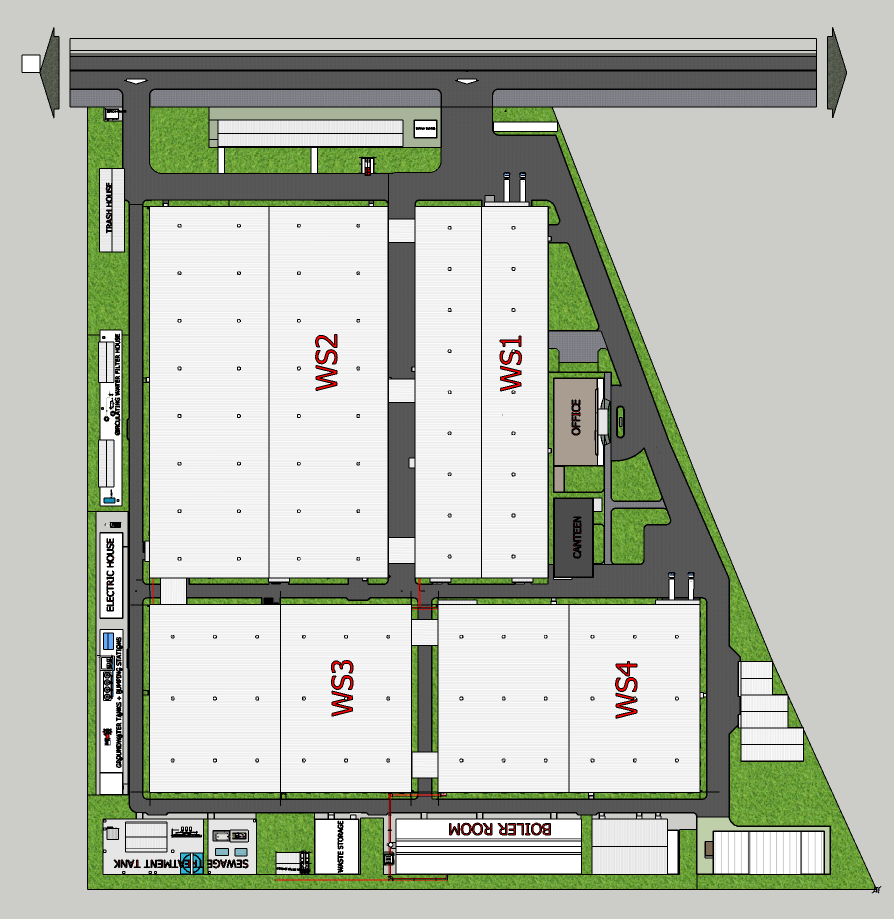 TRASH HOUSE
WS2
WS1
CIRCULATING WATER FILTER HOUSE
OFFICE
CANTEEN
ELECTRIC HOUSE
WS3
WS4
GROUNDWATER TANKS + PUMPING STATIONS
SEWAGE TREATMENT TANK
WASTE STORAGE
BOILER ROOM